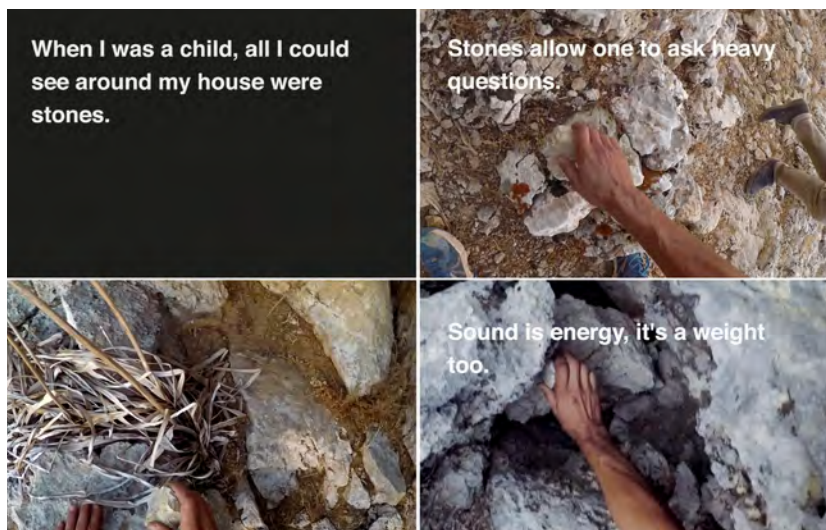 When I was a child, all I could
see around my house were
stones.
Stones allow one to ask heavy
questions.
Sound is energy, it's a weight
too.